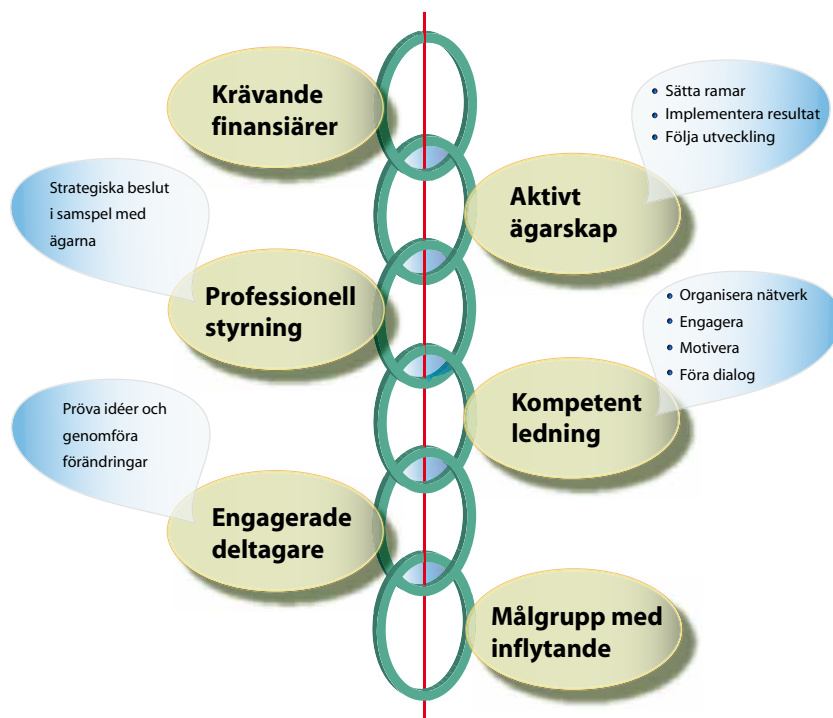 Krävande
finansiärer
• Sätta ramar
• Implementera resultat
• Följa utveckling
Aktivt
ägarskap
Strategiska beslut
i samspel med
ägarna
Professionell
styrning
• Organisera nätverk
• Engagera
• Motivera
• Föra dialog
Kompetent
ledning
Pröva idéer och
genomföra
förändringar
Engagerade
deltagare
Målgrupp med
inflytande